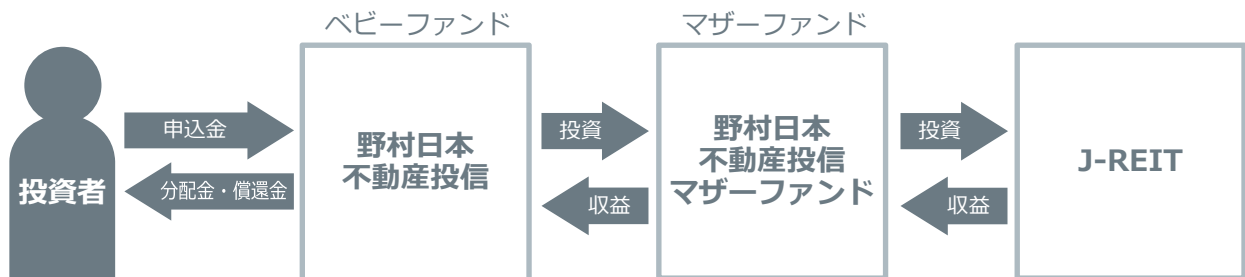 ベビーファンド
マザーファンド
投資者
申込金
分配金・償還金
野村日本
不動産投信
投資
収益
野村日本
不動産投信
マザーファンド
投資
収益
J-REIT